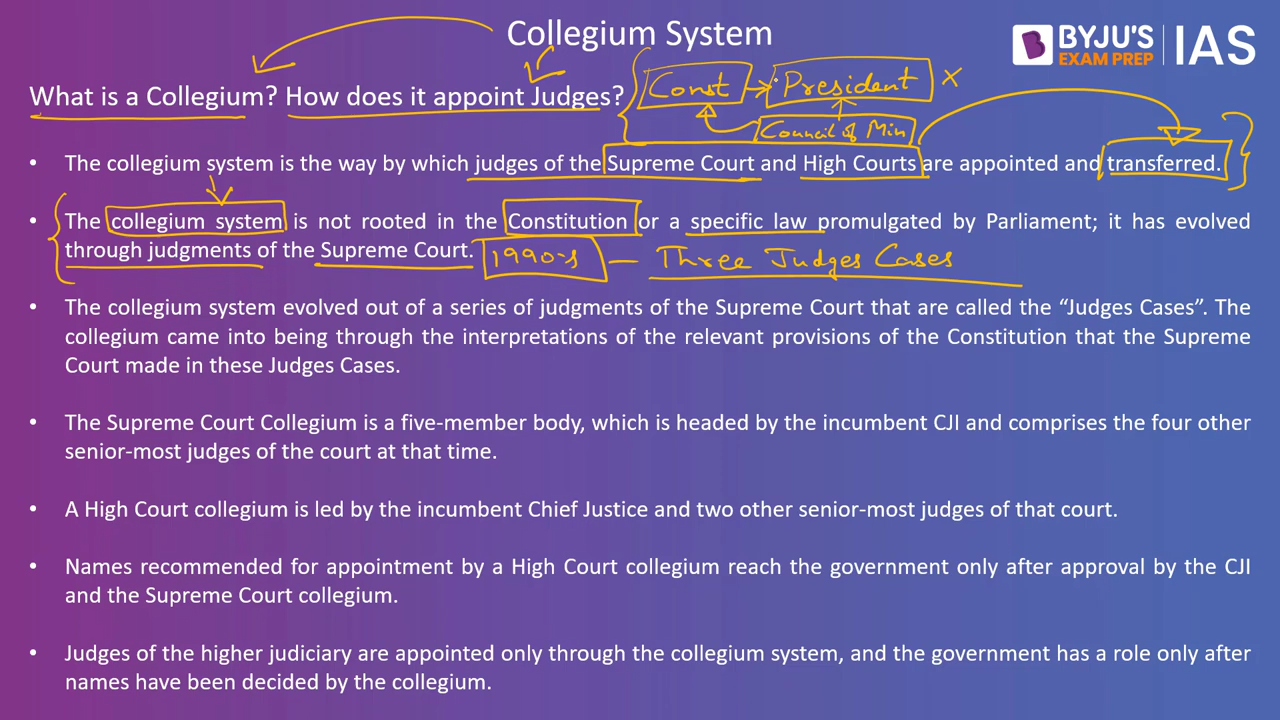 Collegium System
BYJU'S
EXAM PREP
IAS
Const
President
x
Council of Min
What is a Collegium? How does it appoint Judges?
• The collegium system is the way by which judges of the Supreme Court and High Courts are appointed and transferred.
• The collegium system is not rooted in the Constitution or a specific law promulgated by Parliament; it has evolved
through judgments of the Supreme Court.
1990-s — Three Judges Cases
• The collegium system evolved out of a series of judgments of the Supreme Court that are called the “Judges Cases”. The
collegium came into being through the interpretations of the relevant provisions of the Constitution that the Supreme
Court made in these Judges Cases.
• The Supreme Court Collegium is a five-member body, which is headed by the incumbent CJI and comprises the four other
senior-most judges of the court at that time.
• A High Court collegium is led by the incumbent Chief Justice and two other senior-most judges of that court.
• Names recommended for appointment by a High Court collegium reach the government only after approval by the CJI
and the Supreme Court collegium.
• Judges of the higher judiciary are appointed only through the collegium system, and the government has a role only after
names have been decided by the collegium.